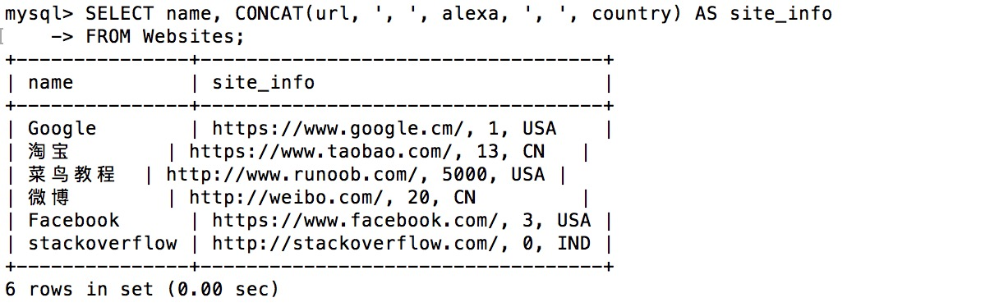 mysql> SELECT name, CONCAT(url, ', ', alexa, ', ', country) AS site_info
    -> FROM Websites;
+---------------+-----------------------------------+
| name          | site_info                         |
+---------------+-----------------------------------+
| Google        | https://www.google.cm/, 1, USA    |
| 淘宝        | https://www.taobao.com/, 13, CN   |
| 菜鸟教程  | http://www.runoob.com/, 5000, USA |
| 微博        | http://weibo.com/, 20, CN         |
| Facebook      | https://www.facebook.com/, 3, USA |
| stackoverflow | http://stackoverflow.com/, 0, IND |
+---------------+-----------------------------------+
6 rows in set (0.00 sec)